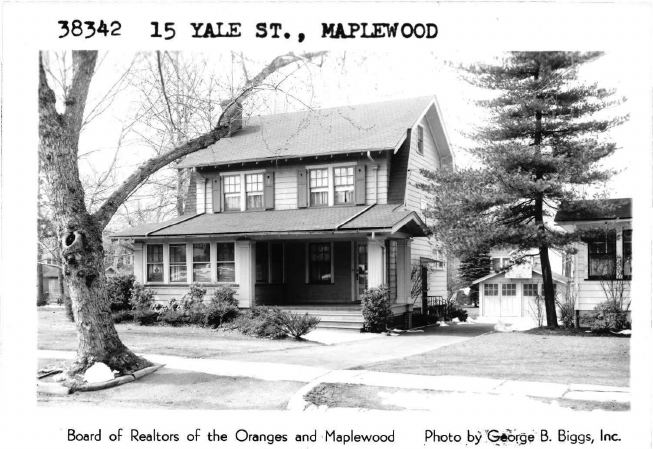 38342 15 YALE ST., MAPLEWOOD
Board of Realtors of the Oranges and Maplewood Photo by George B. Biggs, Inc.